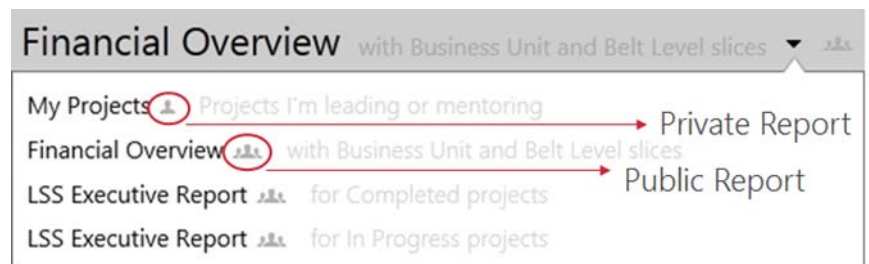 Financial Overview with Business Unit and Belt Level slices
My Projects Projects I'm leading or mentoring
Private Report
Financial Overview with Business Unit and Belt Level slices
Public Report
LSS Executive Report for Completed projects
LSS Executive Report for In Progress projects